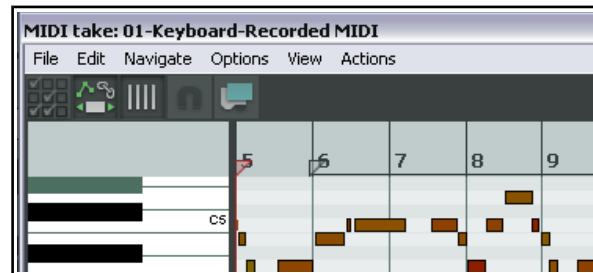 MIDI take: 01-Keyboard-Recorded MIDI
File Edit Navigate Options View Actions
5 6 7 8 9
C5